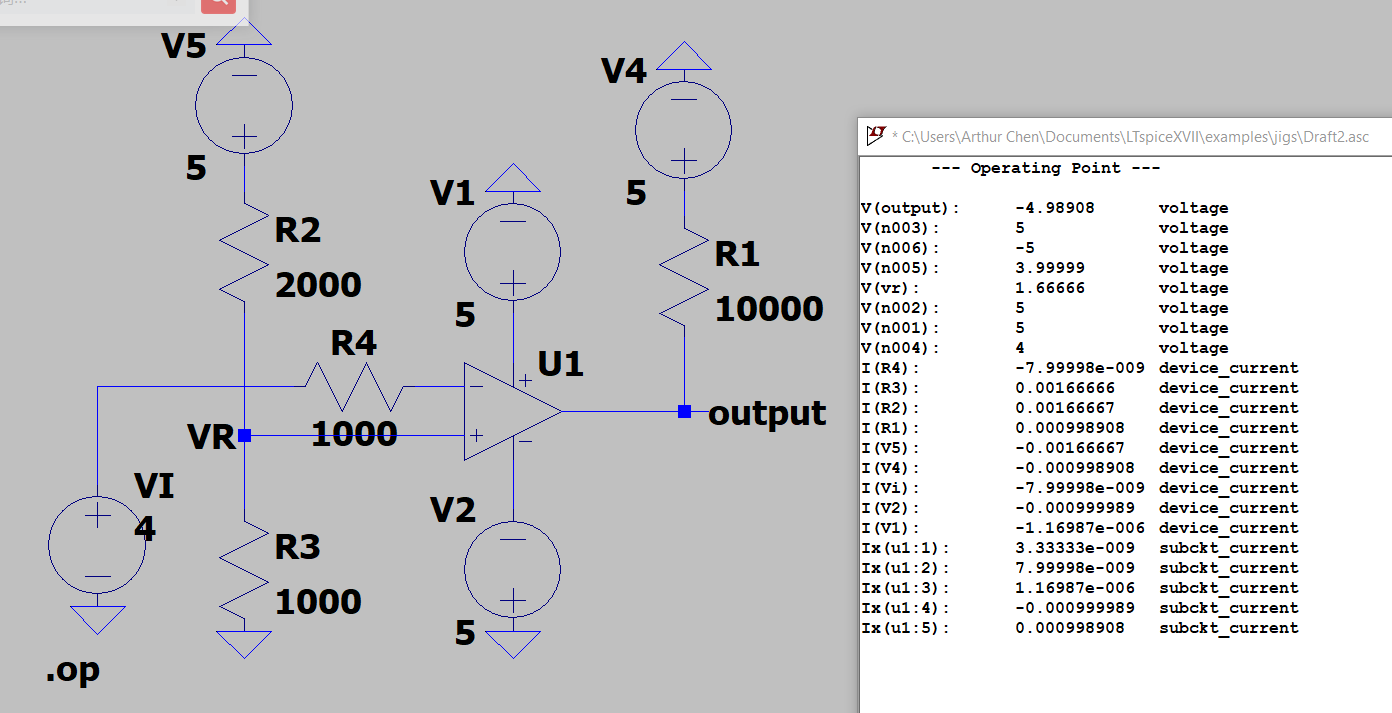 V5
5
R2
2000
V4
5
R1
10000
V1
5
R4
1000
U1
output
VR
VI
4
V2
5
R3
1000
.op
* C:\Users\Arthur Chen\Documents\LTspiceXVII\examples\jigs\Draft2.asc
--- Operating Point ---
V(output): -4.98908 voltage
V(n003): 5 voltage
V(n006): -5 voltage
V(n005): 3.99999 voltage
V(vr): 1.66666 voltage
V(n002): 5 voltage
V(n001): 5 voltage
V(n004): 4 voltage
I(R4): -7.99998e-009 device_current
I(R3): 0.00166666 device_current
I(R2): 0.00166667 device_current
I(R1): 0.000998908 device_current
I(V5): -0.00166667 device_current
I(V4): -0.000998908 device_current
I(Vi): -7.99998e-009 device_current
I(V2): -0.000999989 device_current
I(V1): -1.16987e-006 device_current
Ix(u1:1): 3.33333e-009 subckt_current
Ix(u1:2): 7.99998e-009 subckt_current
Ix(u1:3): 1.16987e-006 subckt_current
Ix(u1:4): -0.000999989 subckt_current
Ix(u1:5): 0.000998908 subckt_current